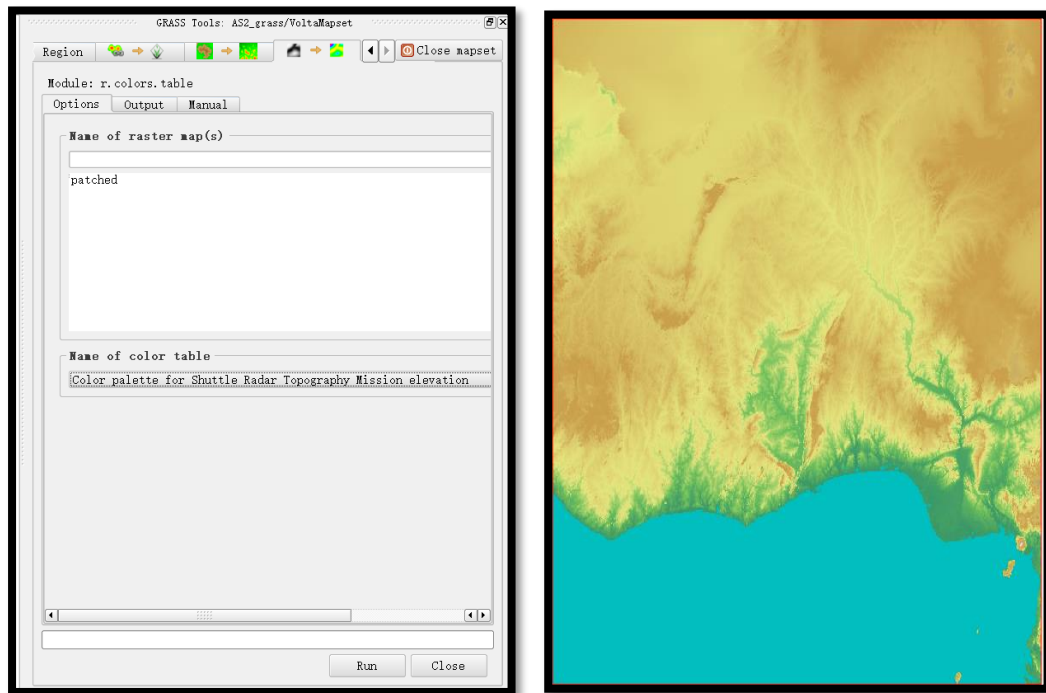 GRASS Tools: AS2_grass/VoltaMapset
Region
Close mapset
Module: r.colors.table
Options Output Manual
Name of raster map(s)
patched
Name of color table
Color palette for Shuttle Radar Topography Mission elevation
Run Close